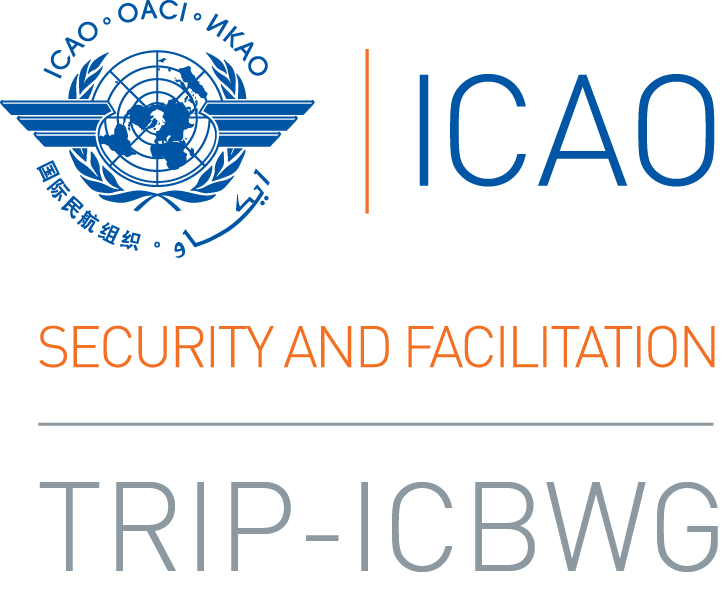 ICAO ° OACI ° ИКАО
ICAO
国际民航组织 ° ايكاو
SECURITY AND FACILITATION
TRIP-ICBWG